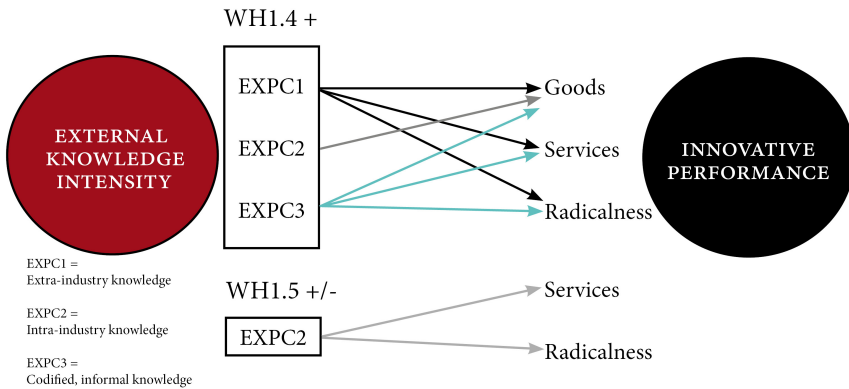 WH1.4 +
EXTERNAL
KNOWLEDGE
INTENSITY
EXPC1
EXPC2
EXPC3
Goods
Services
Radicalness
INNOVATIVE
PERFORMANCE
EXPC1 =
Extra-industry knowledge
EXPC2 =
Intra-industry knowledge
EXPC3 =
Codified, informal knowledge
WH1.5 +/-
EXPC2
Services
Radicalness